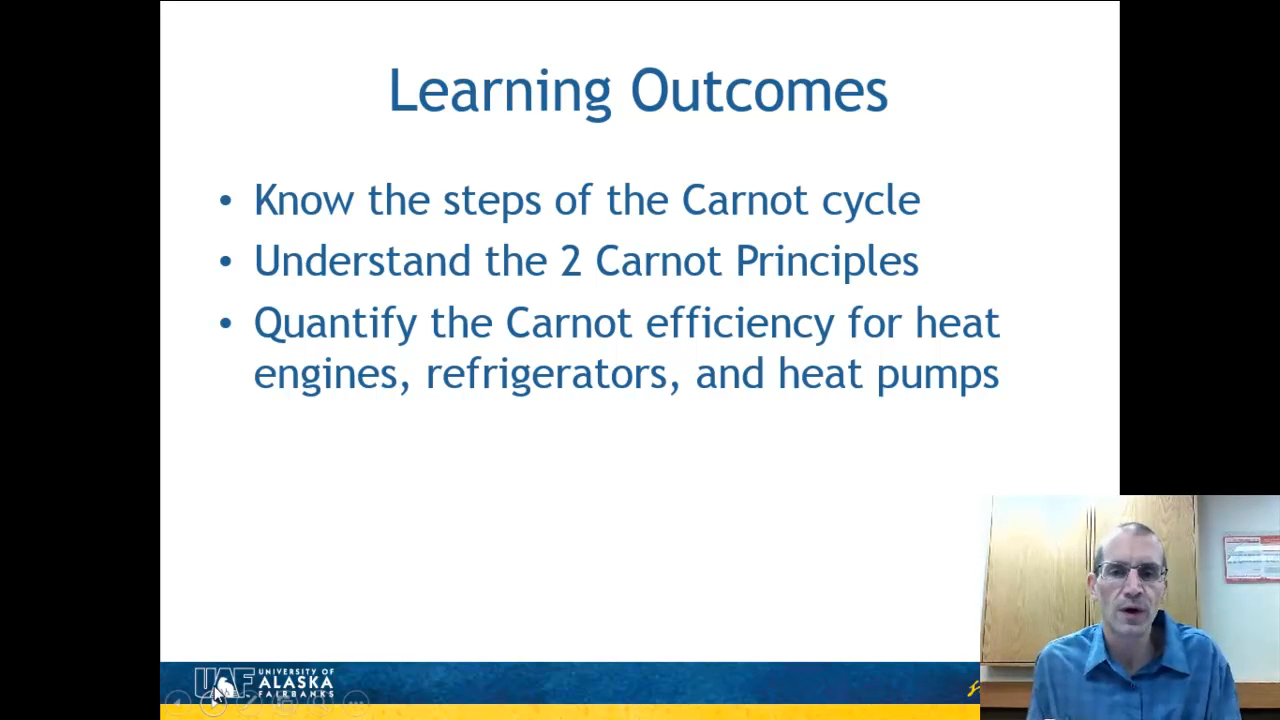 Learning Outcomes
• Know the steps of the Carnot cycle
• Understand the 2 Carnot Principles
• Quantify the Carnot efficiency for heat
engines, refrigerators, and heat pumps
UAF
UNIVERSITY OF
ALASKA
FAIRBANKS